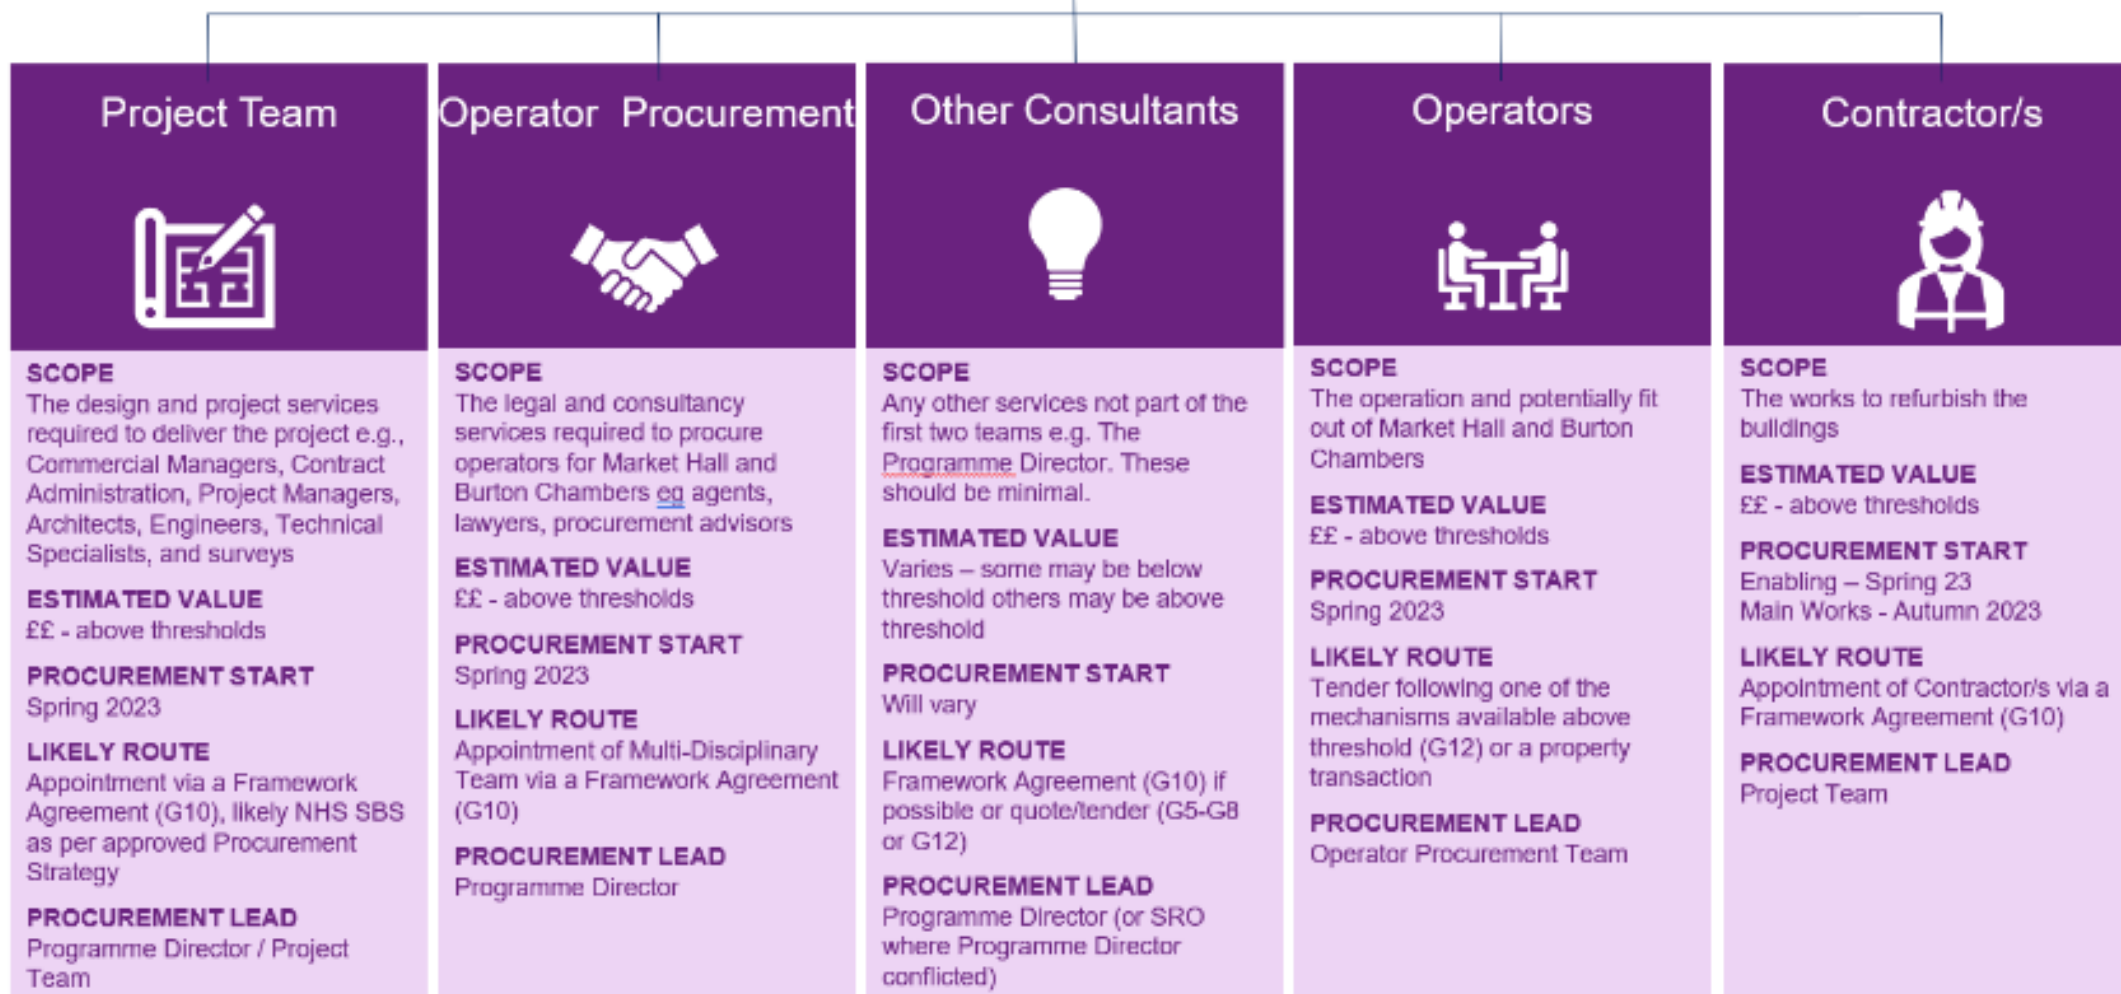 Project Team
SCOPE
The design and project services
required to deliver the project e.g.,
Commercial Managers, Contract
Administration, Project Managers,
Architects, Engineers, Technical
Specialists, and surveys
ESTIMATED VALUE
££ - above thresholds
PROCUREMENT START
Spring 2023
LIKELY ROUTE
Appointment via a Framework
Agreement (G10), likely NHS SBS
as per approved Procurement
Strategy
PROCUREMENT LEAD
Programme Director / Project
Team
Operator Procurement
SCOPE
The legal and consultancy
services required to procure
operators for Market Hall and
Burton Chambers eg agents,
lawyers, procurement advisors
ESTIMATED VALUE
££ - above thresholds
PROCUREMENT START
Spring 2023
LIKELY ROUTE
Appointment of Multi-Disciplinary
Team via a Framework Agreement
(G10)
PROCUREMENT LEAD
Programme Director
Other Consultants
SCOPE
Any other services not part of the
first two teams e.g. The
Programme Director. These
should be minimal.
ESTIMATED VALUE
Varies – some may be below
threshold others may be above
threshold
PROCUREMENT START
Will vary
LIKELY ROUTE
Framework Agreement (G10) if
possible or quote/tender (G5-G8
or G12)
PROCUREMENT LEAD
Programme Director (or SRO
where Programme Director
conflicted)
Operators
SCOPE
The operation and potentially fit
out of Market Hall and Burton
Chambers
ESTIMATED VALUE
££ - above thresholds
PROCUREMENT START
Spring 2023
LIKELY ROUTE
Tender following one of the
mechanisms available above
threshold (G12) or a property
transaction
PROCUREMENT LEAD
Operator Procurement Team
Contractor/s
SCOPE
The works to refurbish the
buildings
ESTIMATED VALUE
££ - above thresholds
PROCUREMENT START
Enabling – Spring 23
Main Works - Autumn 2023
LIKELY ROUTE
Appointment of Contractor/s via a
Framework Agreement (G10)
PROCUREMENT LEAD
Project Team